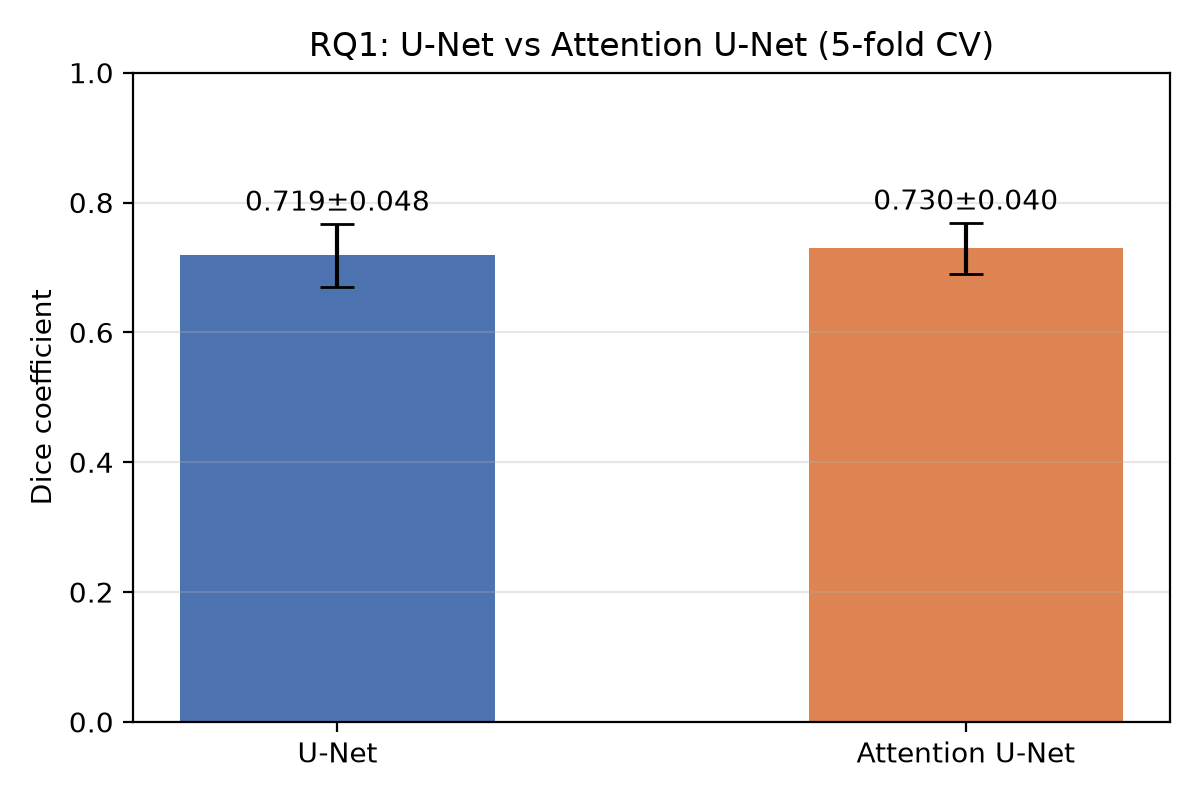 RQ1: U-Net vs Attention U-Net (5-fold CV)
1.0
0.8
0.6
0.4
0.2
0.0
Dice coefficient
0.719±0.048
0.730±0.040
U-Net
Attention U-Net